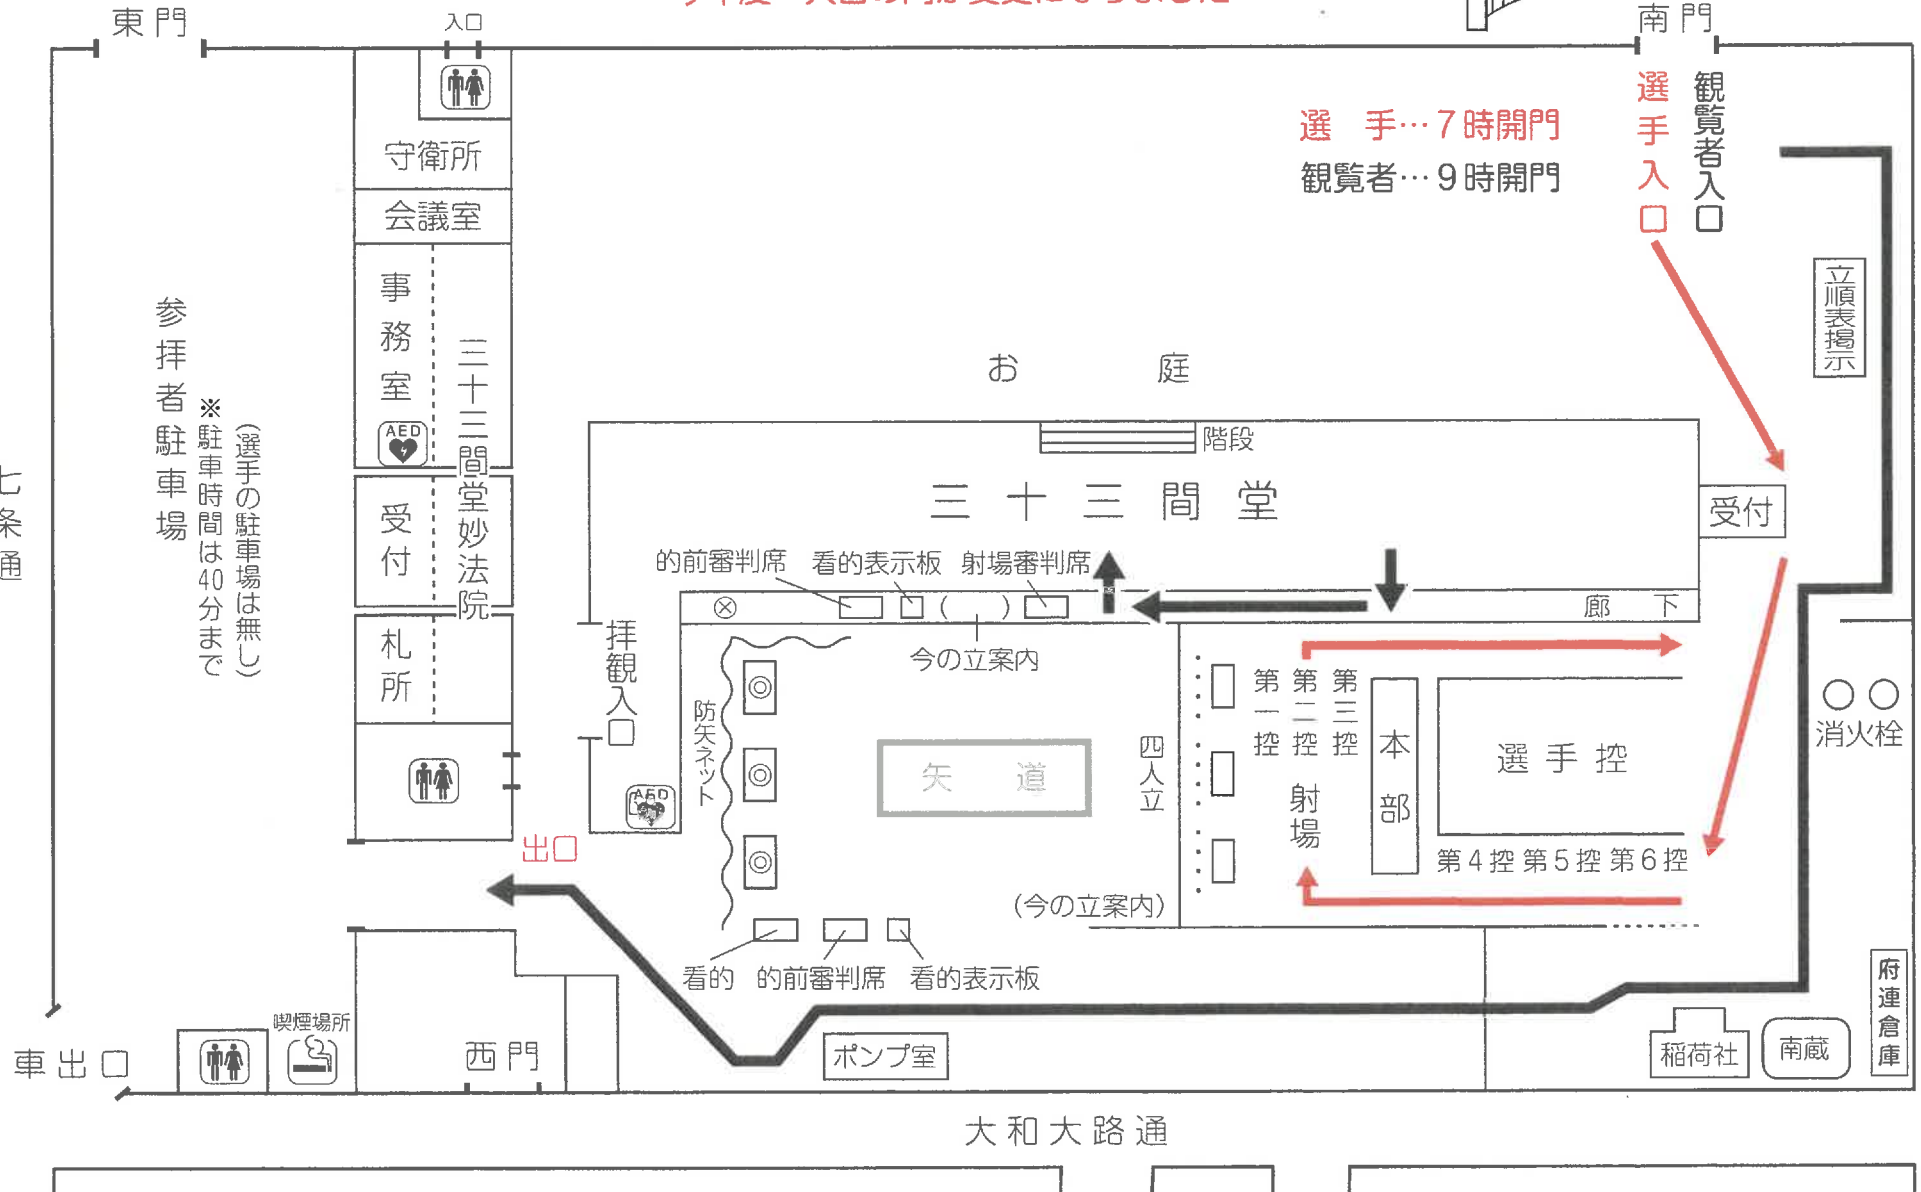 東門
入口
南門
選手入口
観覧者入口
選 手…7時開門
観覧者…9時開門
守衛所
会議室
事務室
AED
三十三間堂妙法院
受付
札所
参拝者駐車場
※駐車時間は40分まで
(選手の駐車場は無し)
七条通
立順表掲示
お 庭
階段
三十三間堂
受付
的前審判席
看的表示板
射場審判席
廊 下
今の立案内
拝観入口
AED
防矢ネット
矢 道
四人立
第一控
第二控
第三控
射場
本部
選手控
第4控 第5控 第6控
消火栓
出口
(今の立案内)
看的
的前審判席
看的表示板
喫煙場所
車出口
西門
ポンプ室
稲荷社
南蔵
府連倉庫
大和大路通